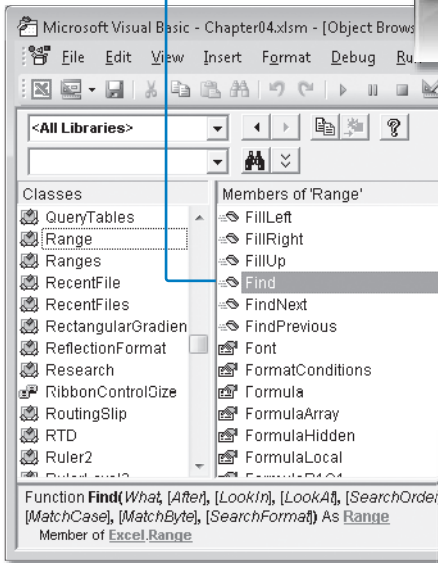 Microsoft Visual Basic - Chapter04.xlsm - [Object Brows
File Edit View Insert Format Debug Ru
<All Libraries>
Classes
Members of 'Range'
QueryTables
FillLeft
Range
FillRight
Ranges
FillUp
RecentFile
Find
RecentFiles
FindNext
RectangularGradien
FindPrevious
ReflectionFormat
Font
Research
FormatConditions
RibbonControlSize
Formula
RoutingSlip
FormulaArray
RTD
FormulaHidden
Ruler2
FormulaLocal
Function Find(What, [After], [LookIn], [LookAt], [SearchOrder
[MatchCase], [MatchByte], [SearchFormat]) As Range
Member of Excel.Range